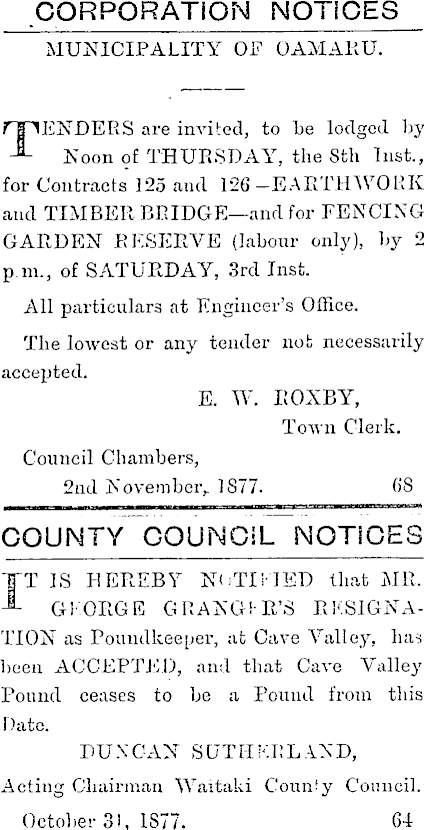 CORPORATION NOTICES
MUNICIPALITY OF OAMARU.
TENDERS are invited, to be lodged by
Noon of THURSDAY, the 8th Inst.,
for Contracts 125 and 126—EARTHWORK
and TIMBER BRIDGE—and for FENCING
GARDEN RESERVE (labour only), by 2
p.m., of SATURDAY, 3rd Inst.
All particulars at Engineer's Office.
The lowest or any tender not necessarily
accepted.
E. W. ROXBY,
Town Clerk.
Council Chambers,
2nd November, 1877. 68
COUNTY COUNCIL NOTICES
IT IS HEREBY NOTIFIED that MR.
GEORGE GRANGER'S RESIGNA-
TION as Poundkeeper, at Cave Valley, has
been ACCEPTED, and that Cave Valley
Pound ceases to be a Pound from this
Date.
DUNCAN SUTHERLAND,
Acting Chairman Waitaki County Council.
October 31, 1877. 64